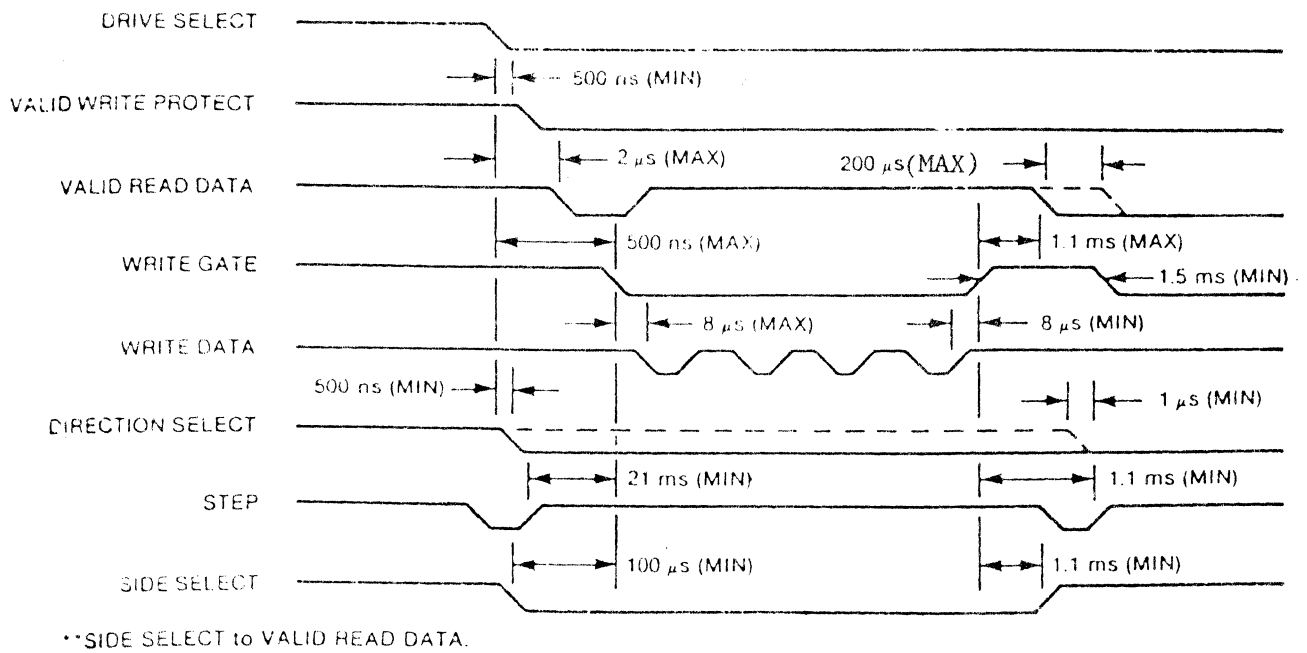 DRIVE SELECT
500 ns (MIN)
VALID WRITE PROTECT
2 μs (MAX)
200 μs(MAX)
VALID READ DATA
500 ns (MAX)
1.1 ms (MAX)
WRITE GATE
1.5 ms (MIN)
8 μs (MAX)
8 μs (MIN)
WRITE DATA
500 ns (MIN)
1 μs (MIN)
DIRECTION SELECT
21 ms (MIN)
1.1 ms (MIN)
STEP
100 μs (MIN)
1.1 ms (MIN)
SIDE SELECT
**SIDE SELECT to VALID READ DATA.